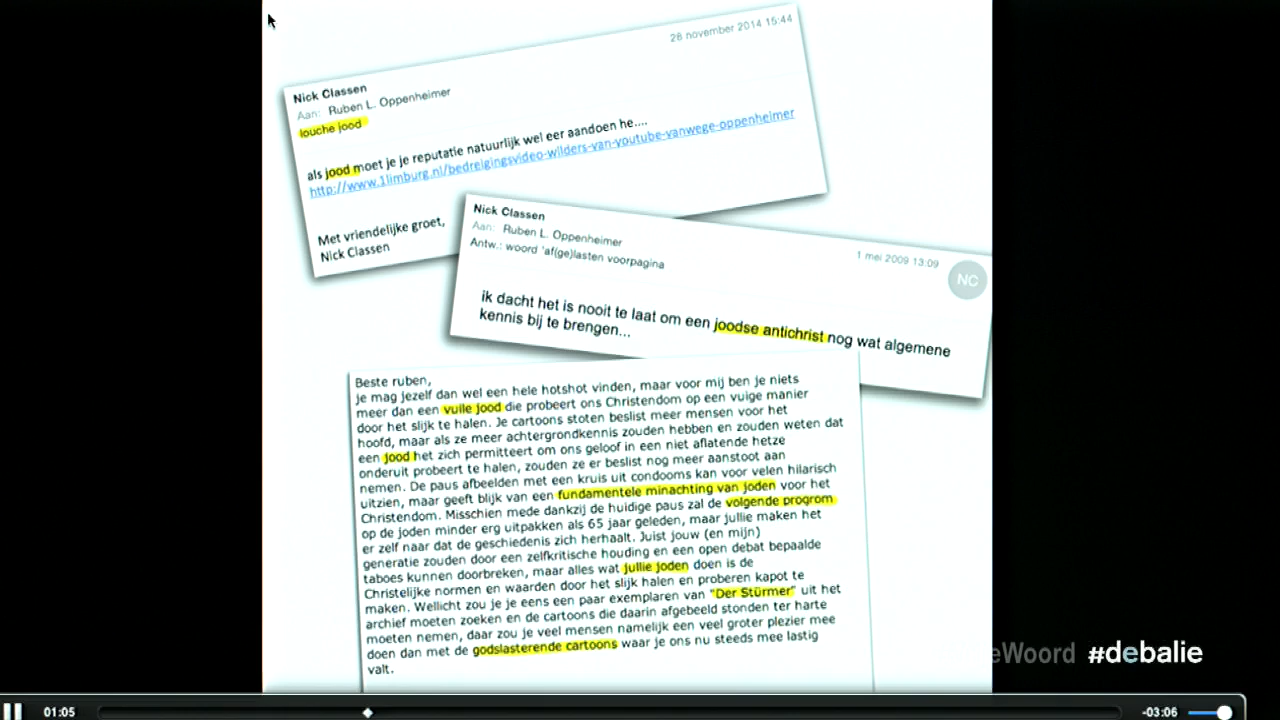 26 november 2014 15:44
Nick Classen
Aan: Ruben L. Oppenheimer
louche jood
als jood moet je je reputatie natuurlijk wel eer aandoen he....
http://www.1limburg.nl/bedreigingsvideo-wilders-van-youtube-vanwege-oppenheimer
Met vriendelijke groet,
Nick Classen
Nick Classen
Aan: Ruben L. Oppenheimer
Antw.: woord 'af(ge)lasten voorpagina
1 mei 2009 13:09
NC
ik dacht het is nooit te laat om een joodse antichrist nog wat algemene
kennis bij te brengen...
Beste ruben,
je mag jezelf dan wel een hele hotshot vinden, maar voor mij ben je niets
meer dan een vuile jood die probeert ons Christendom op een vuige manier
door het slijk te halen. Je cartoons stoten beslist meer mensen voor het
hoofd, maar als ze meer achtergrondkennis zouden hebben en zouden weten dat
een jood het zich permitteert om ons geloof in een niet aflatende hetze
onderuit probeert te halen, zouden ze er beslist nog meer aanstoot aan
nemen. De paus afbeelden met een kruis uit condooms kan voor velen hilarisch
uitzien, maar geeft blijk van een fundamentele minachting van joden voor het
Christendom. Misschien mede dankzij de huidige paus zal de volgende progrom
op de joden minder erg uitpakken als 65 jaar geleden, maar jullie maken het
er zelf naar dat de geschiedenis zich herhaalt. Juist jouw (en mijn)
generatie zouden door een zelfkritische houding en een open debat bepaalde
taboes kunnen doorbreken, maar alles wat jullie joden doen is de
Christelijke normen en waarden door het slijk halen en proberen kapot te
maken. Wellicht zou je je eens een paar exemplaren van "Der Stürmer" uit het
archief moeten zoeken en de cartoons die daarin afgebeeld stonden ter harte
moeten nemen, daar zou je veel mensen namelijk een veel groter plezier mee
doen dan met de godslasterende cartoons waar je ons nu steeds mee lastig
valt.
eWoord #debalie
01:05
-03:06